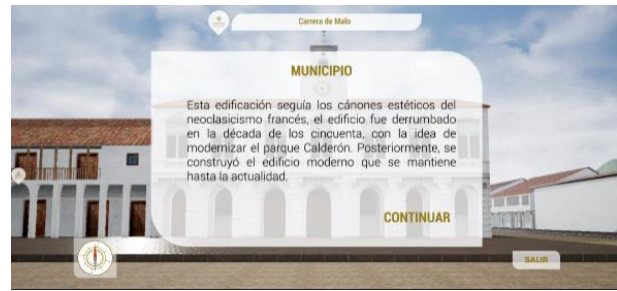 Carrera de Malo
MUNICIPIO
Esta edificación seguía los cánones estéticos del
neoclasicismo francés, el edificio fue derrumbado
en la década de los cincuenta, con la idea de
modernizar el parque Calderón. Posteriormente, se
construyó el edificio moderno que se mantiene
hasta la actualidad.
CONTINUAR
SALIR